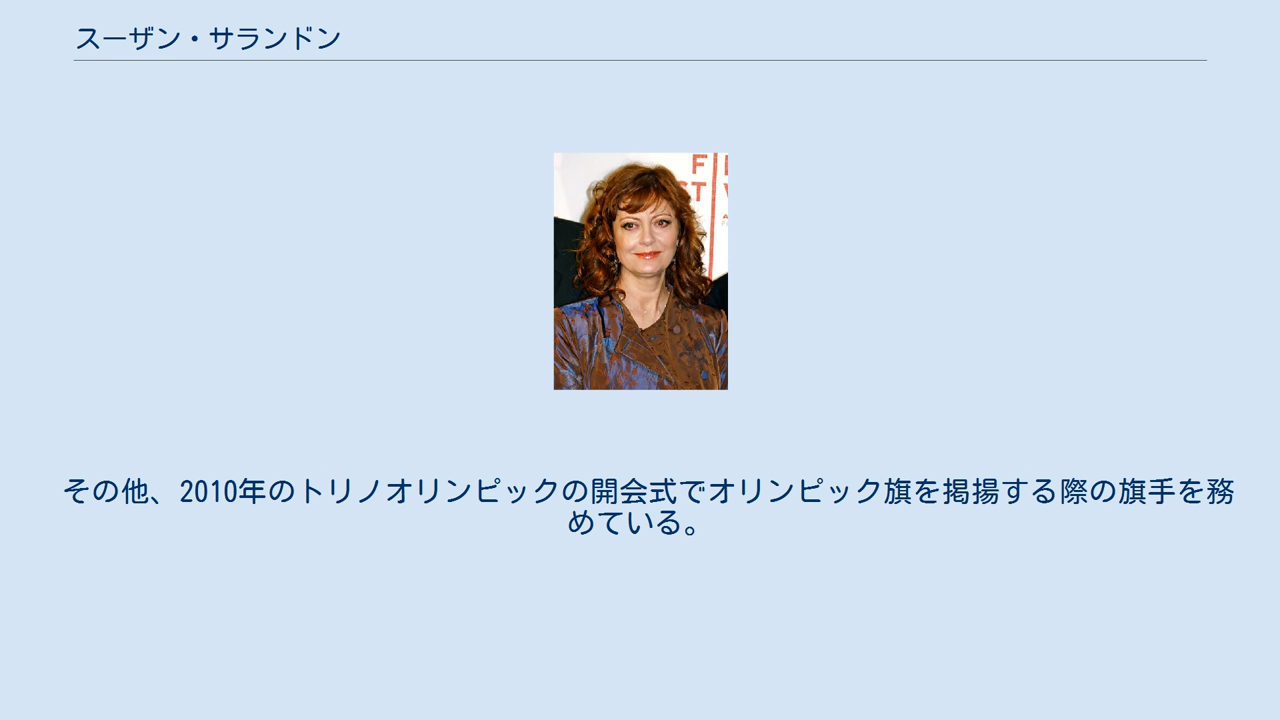 スーザン・サランドン
F
ST
その他、2010年のトリノオリンピックの開会式でオリンピック旗を掲揚する際の旗手を務
めている。